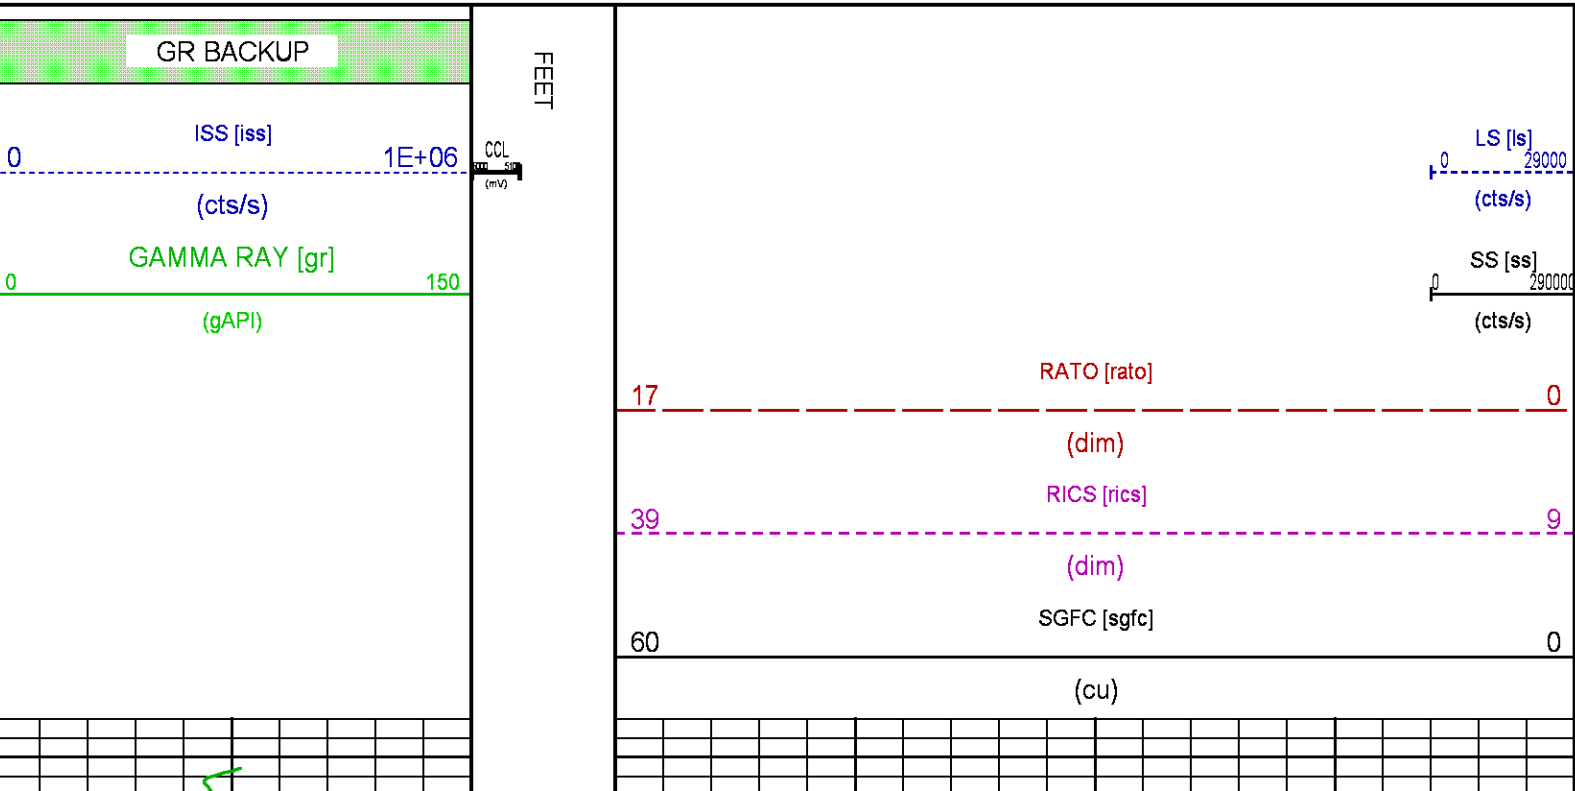 GR BACKUP
FEET
ISS [iss]
0 1E+06
(cts/s)
CCL
(mV)
LS [ls]
0 29000
(cts/s)
GAMMA RAY [gr]
0 150
(gAPI)
SS [ss]
0 290000
(cts/s)
RATO [rato]
17 0
(dim)
RICS [rics]
39 9
(dim)
SGFC [sgfc]
60 0
(cu)